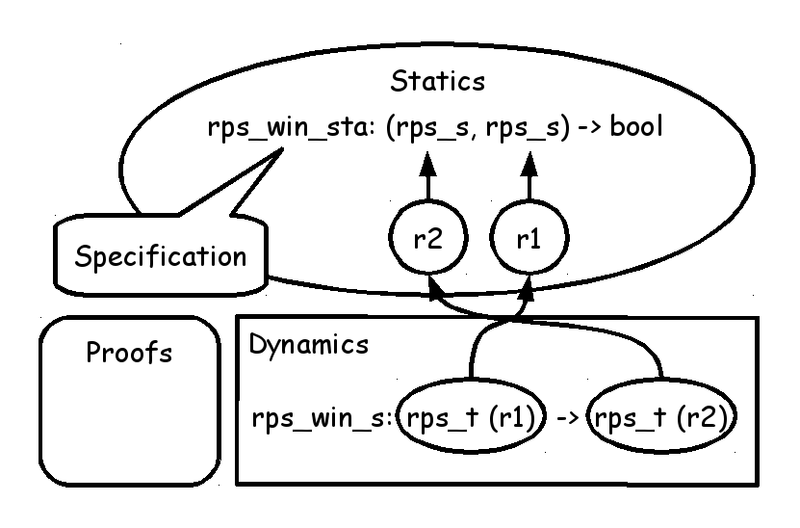 Statics
rps_win_sta: (rps_s, rps_s) -> bool
r2 r1
Specification
Proofs
Dynamics
rps_win_s: rps_t (r1) -> rps_t (r2)